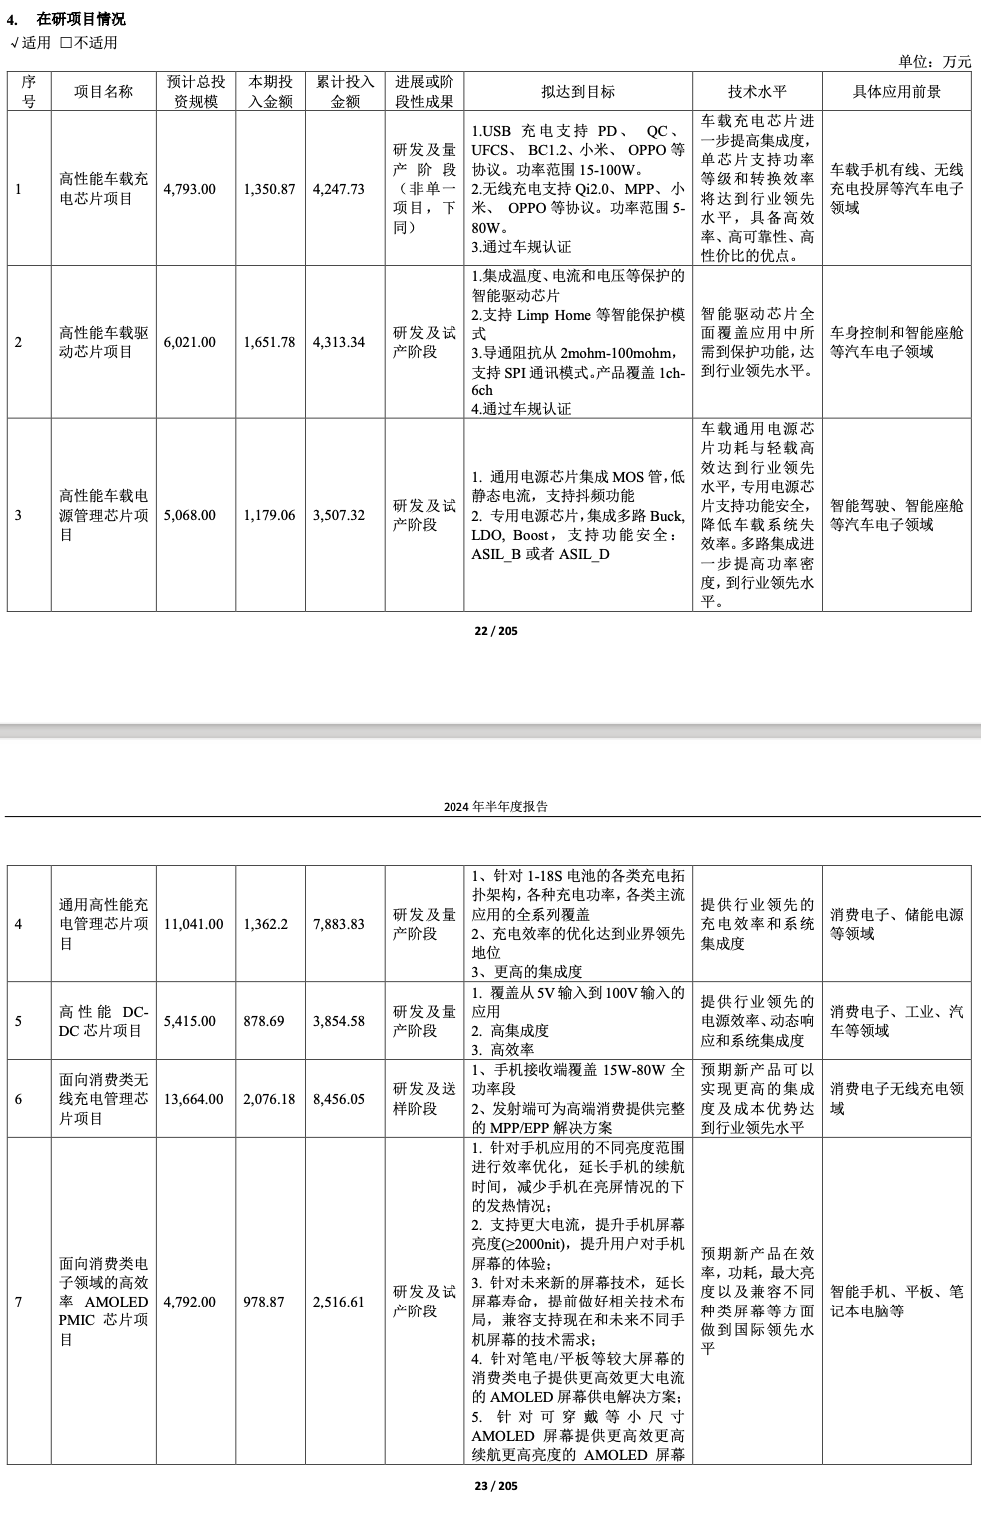 4. 在研项目情况
√适用 □不适用
单位：万元
序
号
项目名称
预计总投
资规模
本期投
入金额
累计投入
金额
进展或阶
段性成果
拟达到目标
技术水平
具体应用前景
1
高性能车载充
电芯片项目
4,793.00
1,350.87
4,247.73
研发及量
产阶段
（非单一
项目，下
同）
1.USB 充电支持 PD、 QC、
UFCS、 BC1.2、小米、 OPPO 等
协议。功率范围 15-100W。
2.无线充电支持 Qi2.0、MPP、小
米、 OPPO 等协议。功率范围 5-
80W。
3.通过车规认证
车载充电芯片进
一步提高集成度，
单芯片支持功率
等级和转换效率
将达到行业领先
水平，具备高效
率、高可靠性、高
性价比的优点。
车载手机有线、无线
充电投屏等汽车电子
领域
2
高性能车载驱
动芯片项目
6,021.00
1,651.78
4,313.34
研发及试
产阶段
1.集成温度、电流和电压等保护的
智能驱动芯片
2.支持 Limp Home 等智能保护模
式
3.导通阻抗从 2mohm-100mohm，
支持 SPI 通讯模式。产品覆盖 1ch-
6ch
4.通过车规认证
智能驱动芯片全
面覆盖应用中所
需到保护功能，达
到行业领先水平。
车身控制和智能座舱
等汽车电子领域
3
高性能车载电
源管理芯片项
目
5,068.00
1,179.06
3,507.32
研发及试
产阶段
1. 通用电源芯片集成 MOS 管，低
静态电流，支持抖频功能
2. 专用电源芯片，集成多路 Buck,
LDO, Boost，支持功能安全：
ASIL_B 或者 ASIL_D
车载通用电源芯
片功耗与轻载高
效达到行业领先
水平，专用电源芯
片支持功能安全，
降低车载系统失
效率。多路集成进
一步提高功率密
度，到行业领先水
平。
智能驾驶、智能座舱
等汽车电子领域
22 / 205
2024 年半年度报告
4
通用高性能充
电管理芯片项
目
11,041.00
1,362.2
7,883.83
研发及量
产阶段
1、针对 1-18S 电池的各类充电拓
扑架构，各种充电功率，各类主流
应用的全系列覆盖
2、充电效率的优化达到业界领先
地位
3、更高的集成度
提供行业领先的
充电效率和系统
集成度
消费电子、储能电源
等领域
5
高性能 DC-
DC 芯片项目
5,415.00
878.69
3,854.58
研发及量
产阶段
1. 覆盖从 5V 输入到 100V 输入的
应用
2. 高集成度
3. 高效率
提供行业领先的
电源效率、动态响
应和系统集成度
消费电子、工业、汽
车等领域
6
面向消费类无
线充电管理芯
片项目
13,664.00
2,076.18
8,456.05
研发及送
样阶段
1、手机接收端覆盖 15W-80W 全
功率段
2、发射端可为高端消费提供完整
的 MPP/EPP 解决方案
预期新产品可以
实现更高的集成
度及成本优势达
到行业领先水平
消费电子无线充电领
域
7
面向消费类电
子领域的高效
率 AMOLED
PMIC 芯片项
目
4,792.00
978.87
2,516.61
研发及试
产阶段
1. 针对手机应用的不同亮度范围
进行效率优化，延长手机的续航
时间，减少手机在亮屏情况的下
的发热情况；
2. 支持更大电流，提升手机屏幕
亮度(≥2000nit)，提升用户对手机
屏幕的体验；
3. 针对未来新的屏幕技术，延长
屏幕寿命，提前做好相关技术布
局，兼容支持现在和未来不同手
机屏幕的技术需求；
4. 针对笔电/平板等较大屏幕的
消费类电子提供更高效更大电流
的 AMOLED 屏幕供电解决方案；
5. 针对可穿戴等小尺寸
AMOLED 屏幕提供更高效更高
续航更高亮度的 AMOLED 屏幕
预期新产品在效
率，功耗，最大亮
度以及兼容不同
种类屏幕等方面
做到国际领先水
平
智能手机、平板、笔
记本电脑等
23 / 205